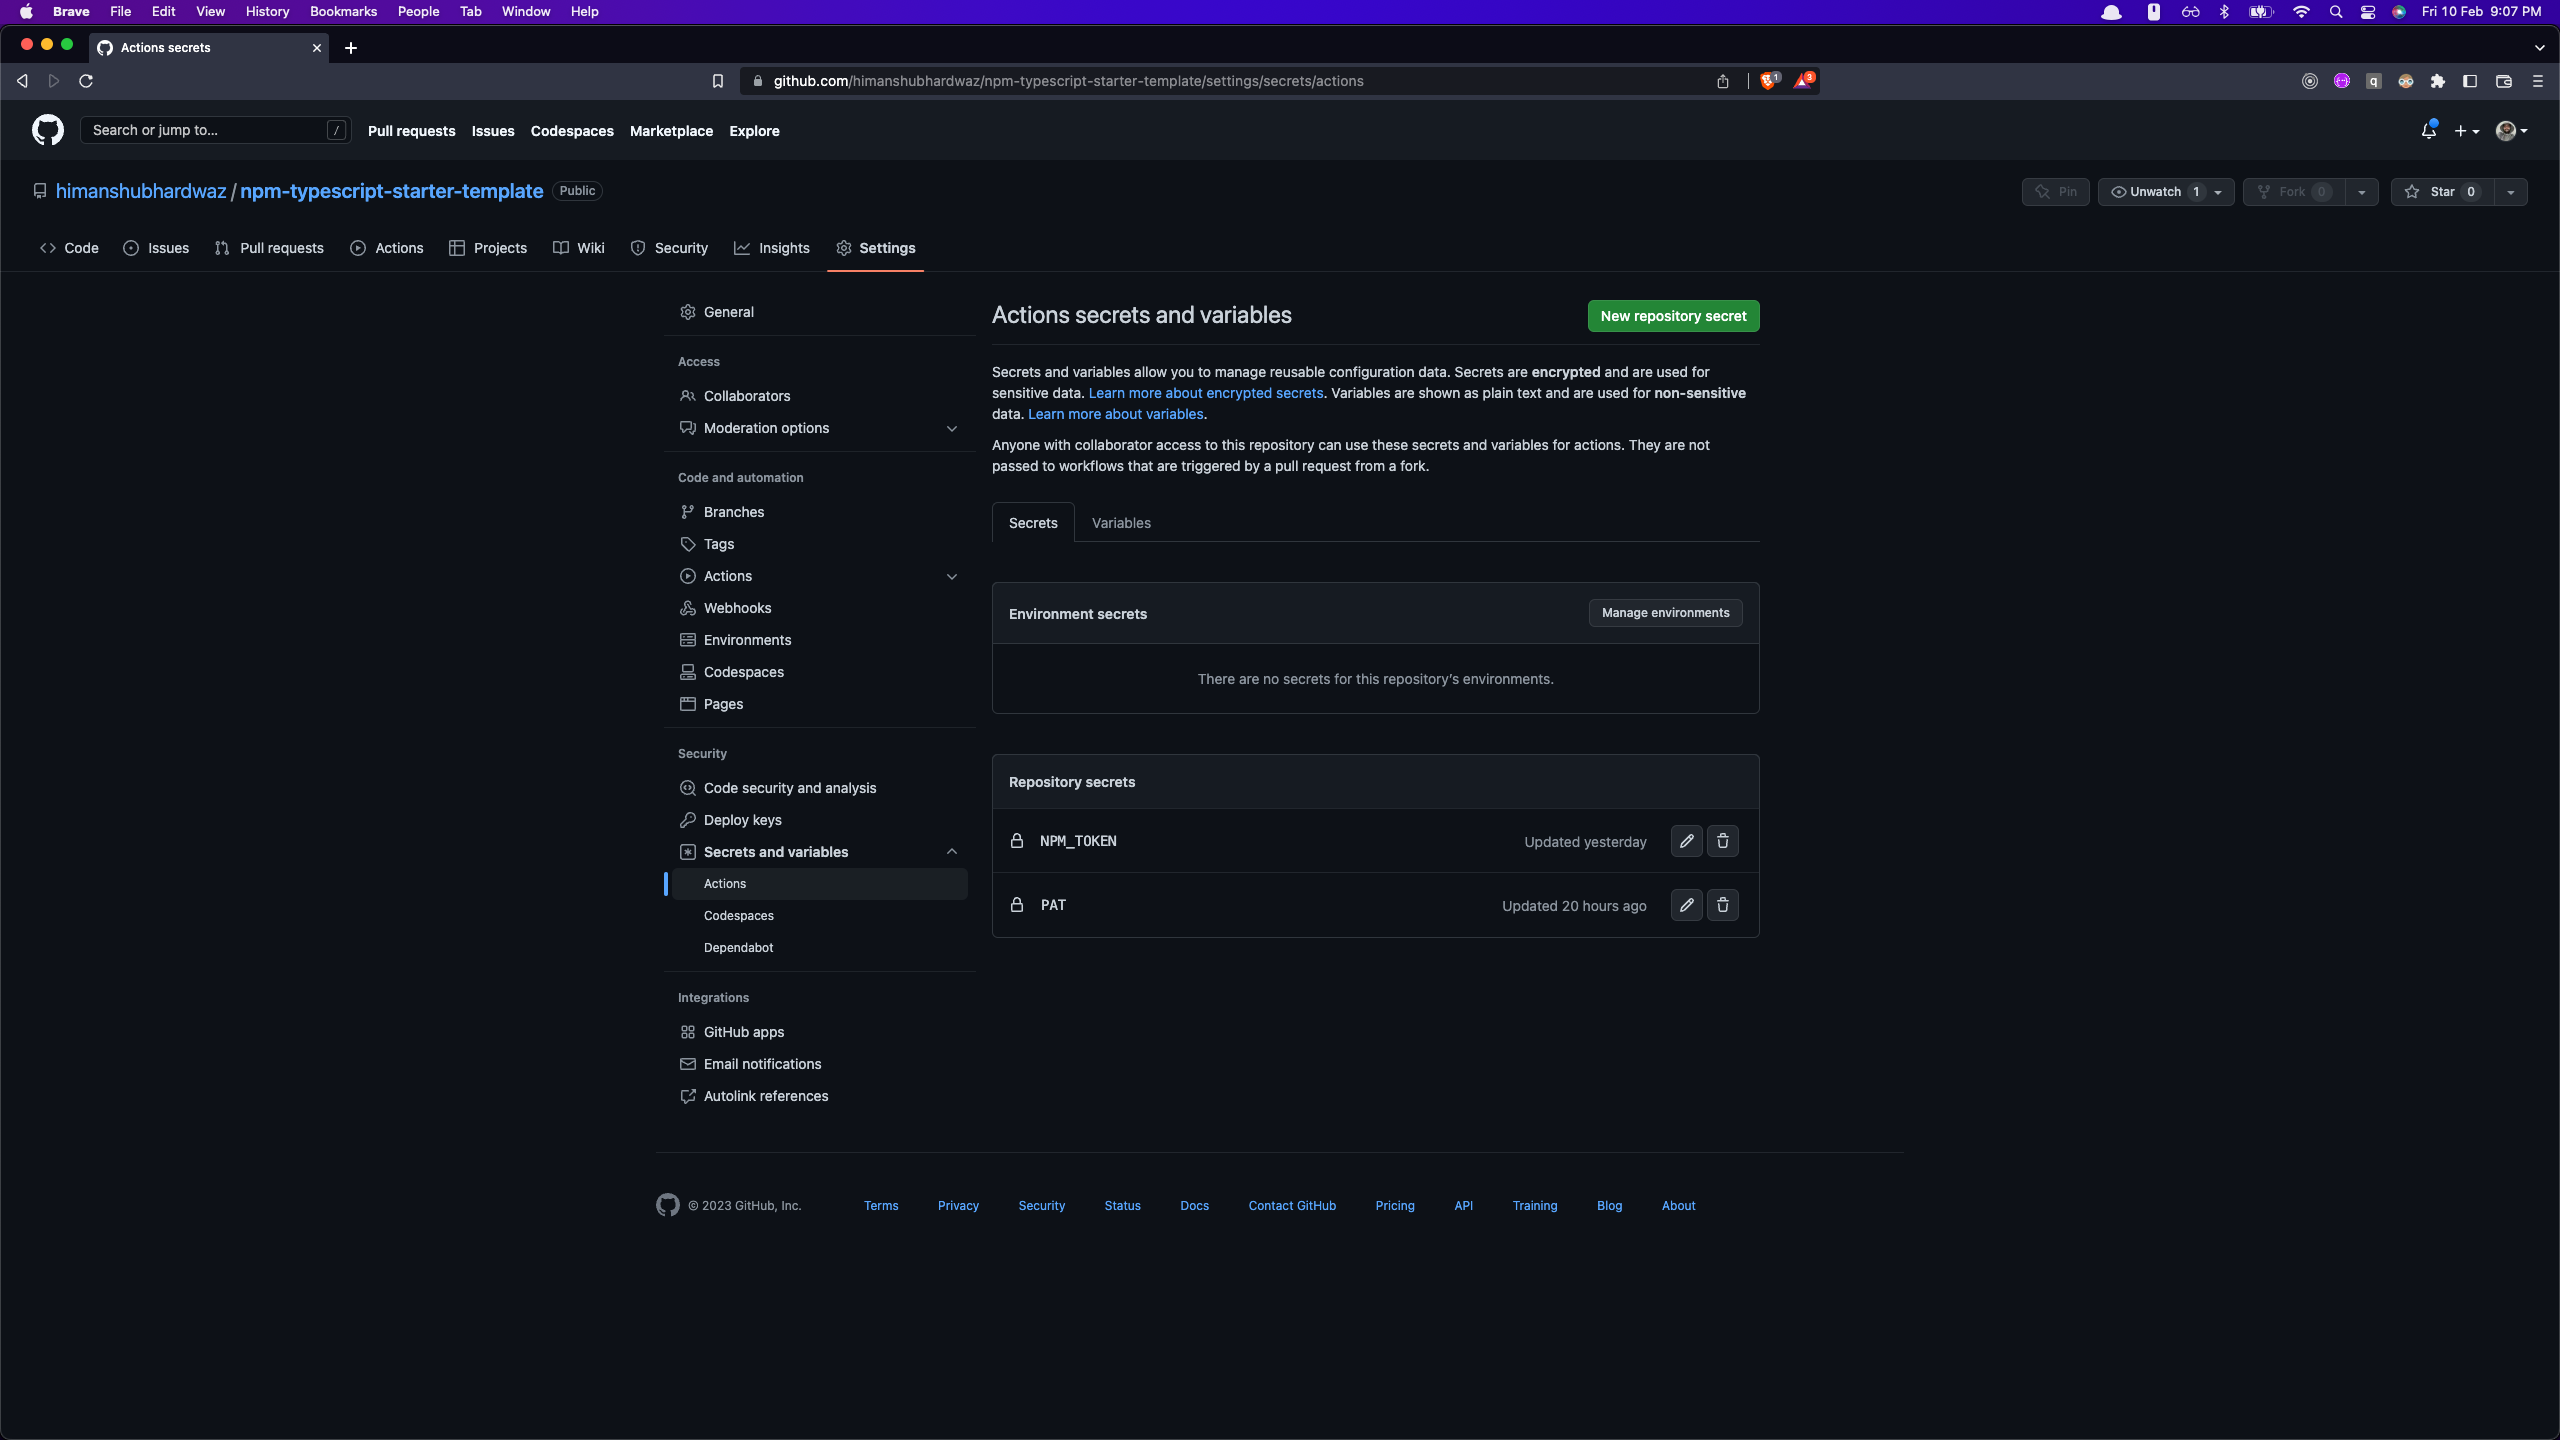 Brave File Edit View History Bookmarks People Tab Window Help Fri 10 Feb 9:07 PM
Actions secrets
github.com/himanshubhardwaz/npm-typescript-starter-template/settings/secrets/actions 1 3
q
Search or jump to... / Pull requests Issues Codespaces Marketplace Explore
himanshubhardwaz / npm-typescript-starter-template Public Pin Unwatch 1 Fork 0 Star 0
Code Issues Pull requests Actions Projects Wiki Security Insights Settings
General
Access
Collaborators
Moderation options
Code and automation
Branches
Tags
Actions
Webhooks
Environments
Codespaces
Pages
Security
Code security and analysis
Deploy keys
Secrets and variables
Actions
Codespaces
Dependabot
Integrations
GitHub apps
Email notifications
Autolink references
Actions secrets and variables New repository secret
Secrets and variables allow you to manage reusable configuration data. Secrets are encrypted and are used for
sensitive data. Learn more about encrypted secrets. Variables are shown as plain text and are used for non-sensitive
data. Learn more about variables.
Anyone with collaborator access to this repository can use these secrets and variables for actions. They are not
passed to workflows that are triggered by a pull request from a fork.
Secrets Variables
Environment secrets Manage environments
There are no secrets for this repository's environments.
Repository secrets
NPM_TOKEN Updated yesterday
PAT Updated 20 hours ago
© 2023 GitHub, Inc. Terms Privacy Security Status Docs Contact GitHub Pricing API Training Blog About